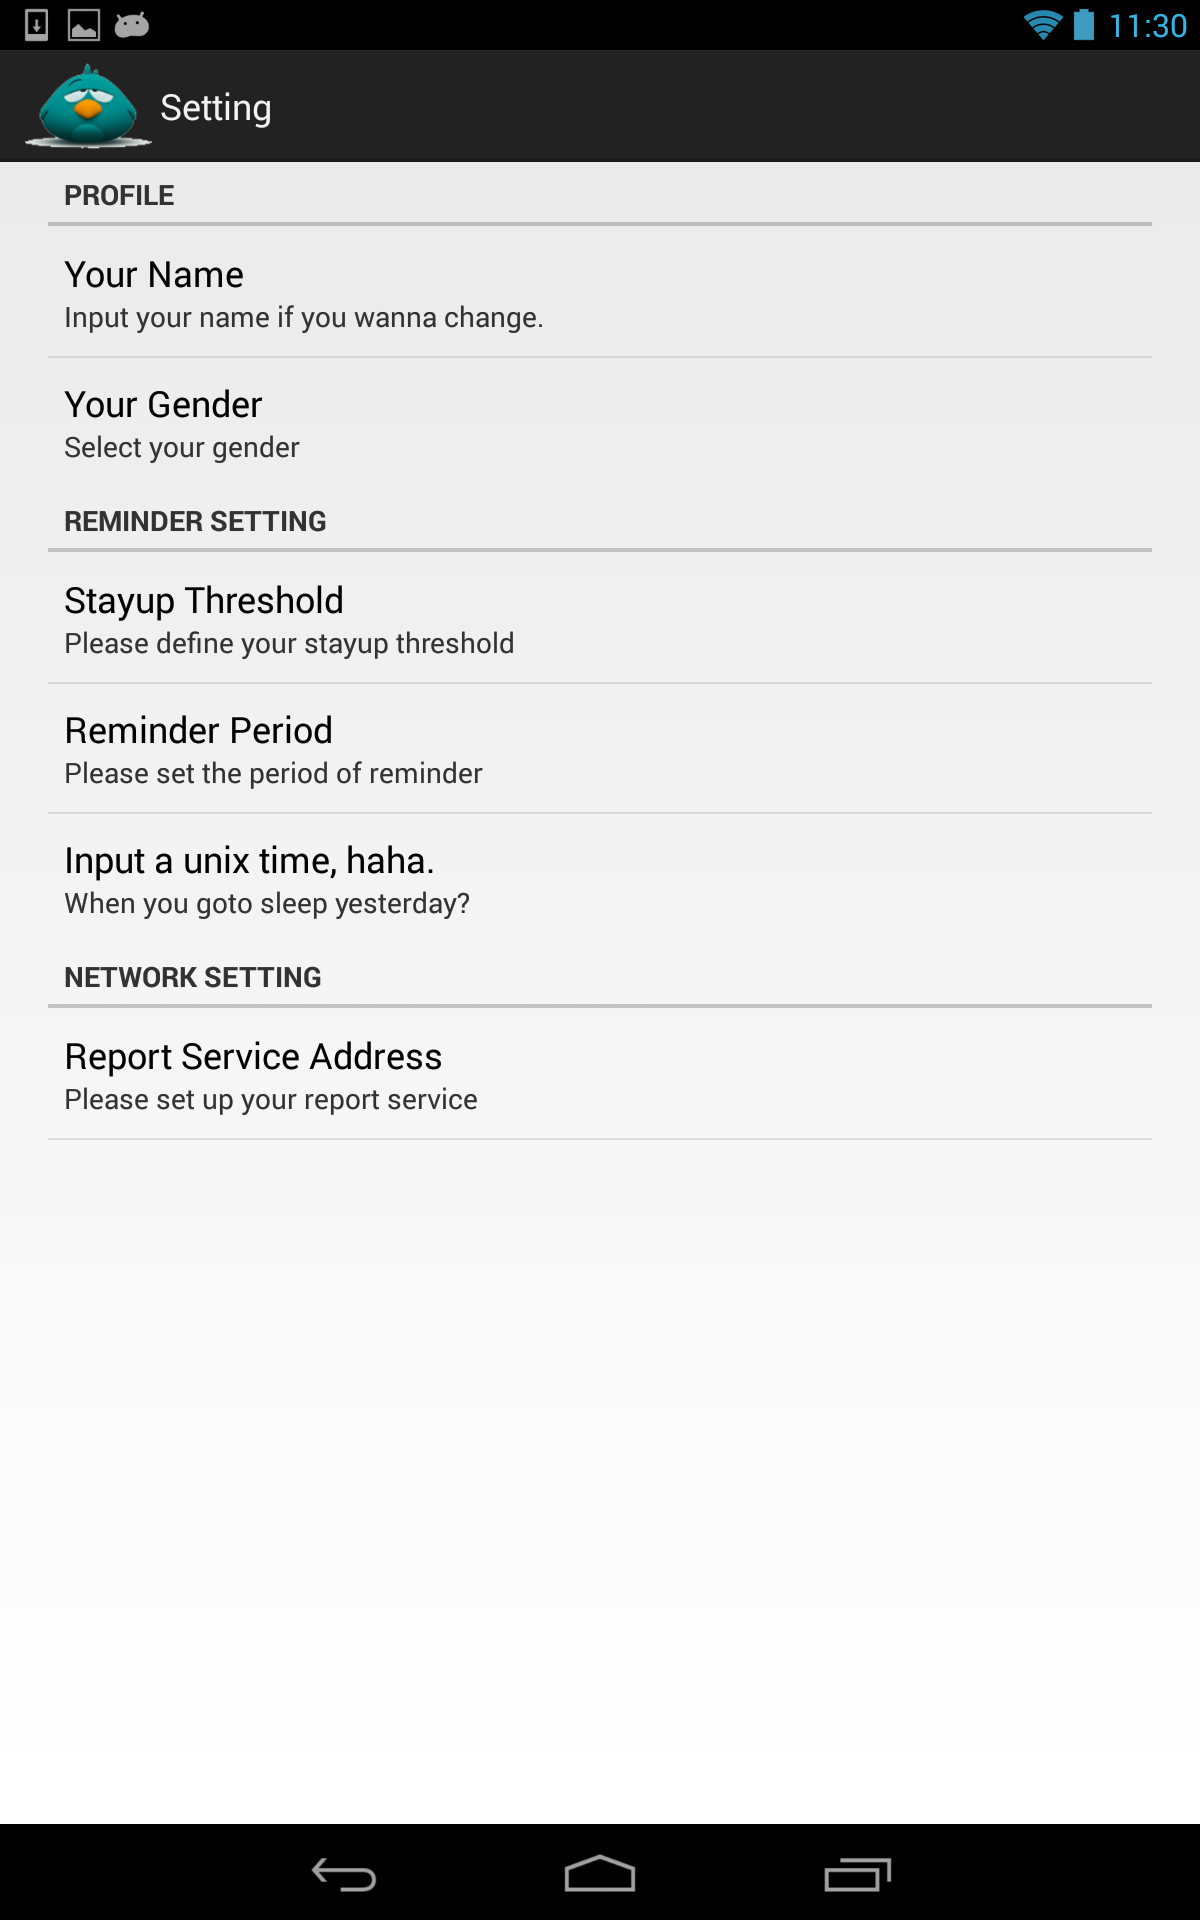 11:30
Setting
PROFILE
Your Name
Input your name if you wanna change.
Your Gender
Select your gender
REMINDER SETTING
Stayup Threshold
Please define your stayup threshold
Reminder Period
Please set the period of reminder
Input a unix time, haha.
When you goto sleep yesterday?
NETWORK SETTING
Report Service Address
Please set up your report service